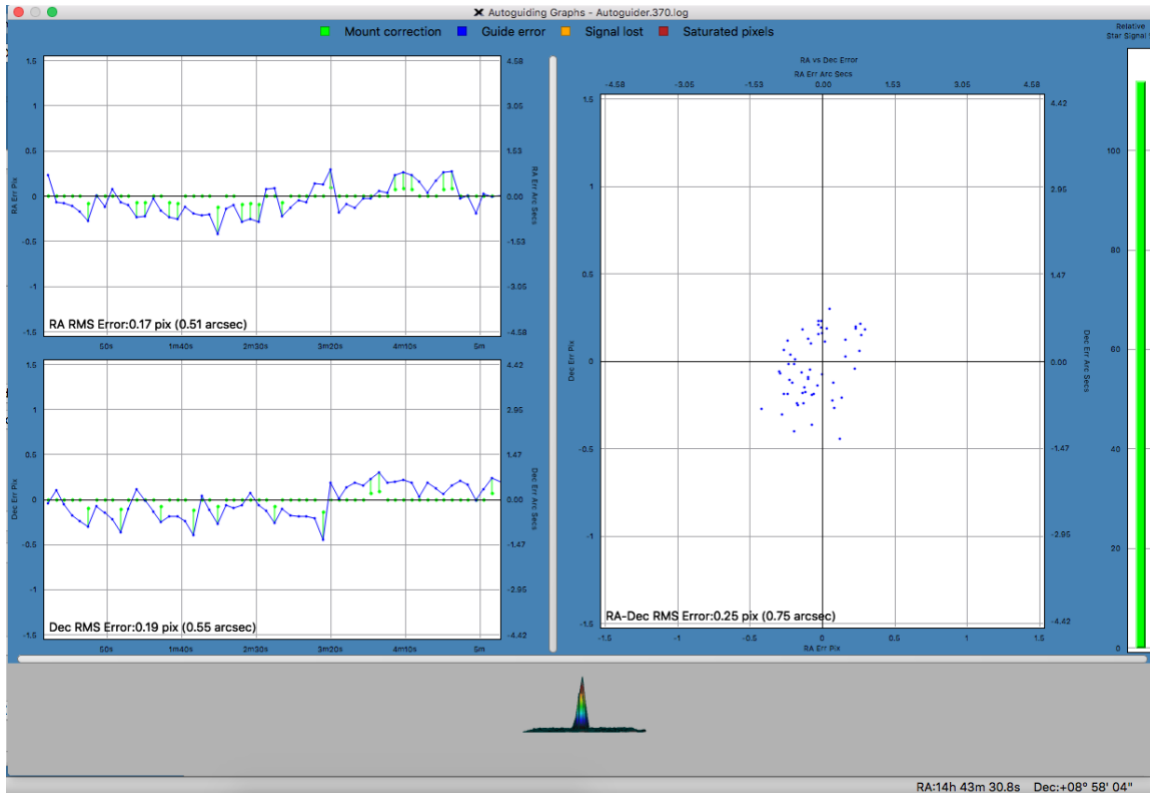 Autoguiding Graphs - Autoguider.370.log
Mount correction Guide error Signal lost Saturated pixels
Relative
Star Signal
1.5 4.58
1 3.05
0.5 1.53
0 0.00
-0.5 -1.53
-1 -3.05
-1.5 -4.58
RA Err Pix
RA Err Arc Secs
RA RMS Error:0.17 pix (0.51 arcsec)
50s 1m40s 2m30s 3m20s 4m10s 5m
1.5 4.42
1 2.95
0.5 1.47
0 0.00
-0.5 -1.47
-1 -2.95
-1.5 -4.42
Dec Err Pix
Dec Err Arc Secs
Dec RMS Error:0.19 pix (0.55 arcsec)
50s 1m40s 2m30s 3m20s 4m10s 5m
RA vs Dec Error
RA Err Arc Secs
-4.58 -3.05 -1.53 0.00 1.53 3.05 4.58
1.5 4.42
1 3.95
0.5 1.47
0 0.00
-0.5 -1.47
-1 -2.95
-1.5 -4.42
Dec Err Pix
Dec Err Arc Secs
RA-Dec RMS Error:0.25 pix (0.75 arcsec)
-1.5 -1 -0.5 0 0.5 1 1.5
RA Err Pix
100
80
60
40
20
0
RA:14h 43m 30.8s Dec:+08° 58' 04"